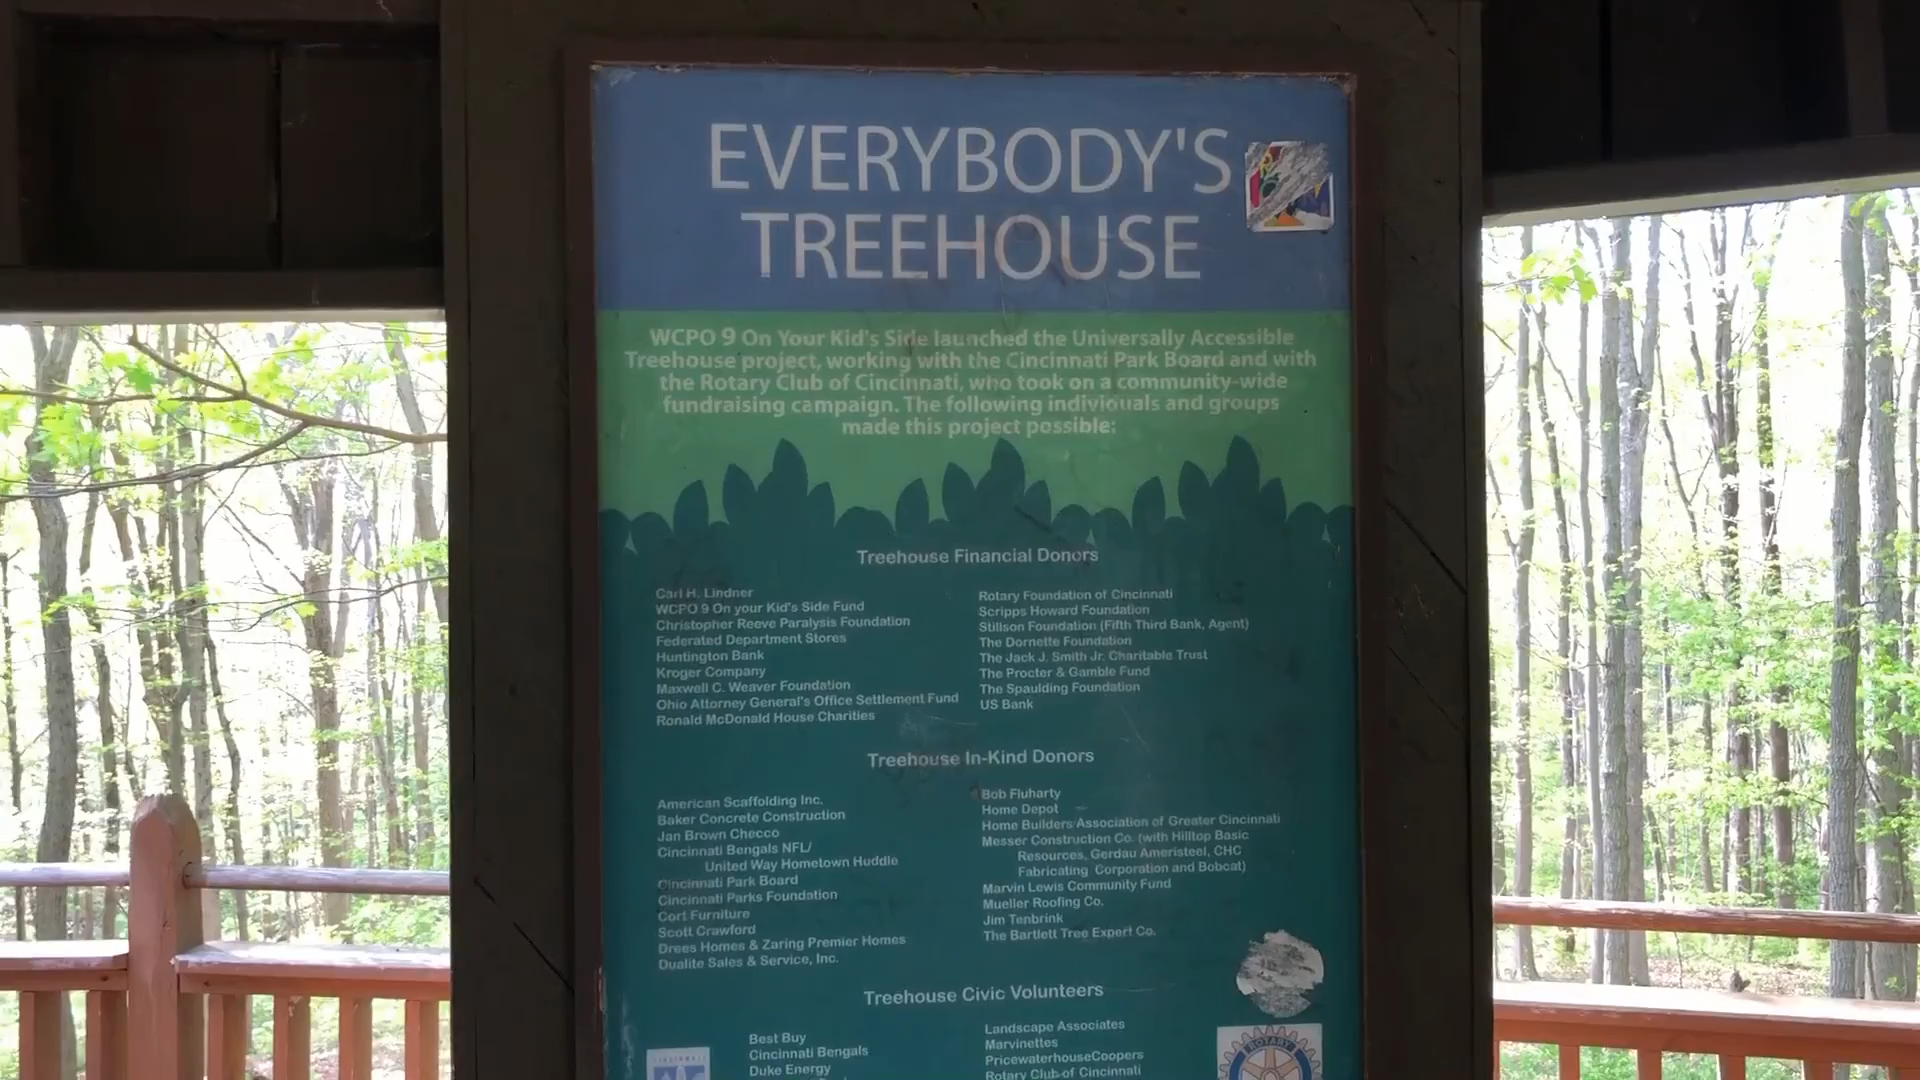 EVERYBODY'S
TREEHOUSE
WCPO 9 On Your Kid's Side launched the Universally Accessible
Treehouse project, working with the Cincinnati Park Board and with
the Rotary Club of Cincinnati, who took on a community-wide
fundraising campaign. The following individuals and groups
made this project possible:
Treehouse Financial Donors
Carl H. Lindner
WCPO 9 On your Kid's Side Fund
Christopher Reeve Paralysis Foundation
Federated Department Stores
Huntington Bank
Kroger Company
Maxwell C. Weaver Foundation
Ohio Attorney General's Office Settlement Fund
Ronald McDonald House Charities
Rotary Foundation of Cincinnati
Scripps Howard Foundation
Stillson Foundation (Fifth Third Bank, Agent)
The Dornette Foundation
The Jack J. Smith Jr. Charitable Trust
The Procter & Gamble Fund
The Spaulding Foundation
US Bank
Treehouse In-Kind Donors
American Scaffolding Inc.
Baker Concrete Construction
Jan Brown Checco
Cincinnati Bengals NFL/
United Way Hometown Huddle
Cincinnati Park Board
Cincinnati Parks Foundation
Cort Furniture
Scott Crawford
Drees Homes & Zaring Premier Homes
Dualite Sales & Service, Inc.
Bob Fluharty
Home Depot
Home Builders Association of Greater Cincinnati
Messer Construction Co. (with Hilltop Basic
Resources, Gerdau Ameristeel, CHC
Fabricating Corporation and Bobcat)
Marvin Lewis Community Fund
Mueller Roofing Co.
Jim Tenbrink
The Bartlett Tree Expert Co.
Treehouse Civic Volunteers
Best Buy
Cincinnati Bengals
Duke Energy
Landscape Associates
Marvinettes
PricewaterhouseCoopers
Rotary Club of Cincinnati
CINCINNATI
ROTARY